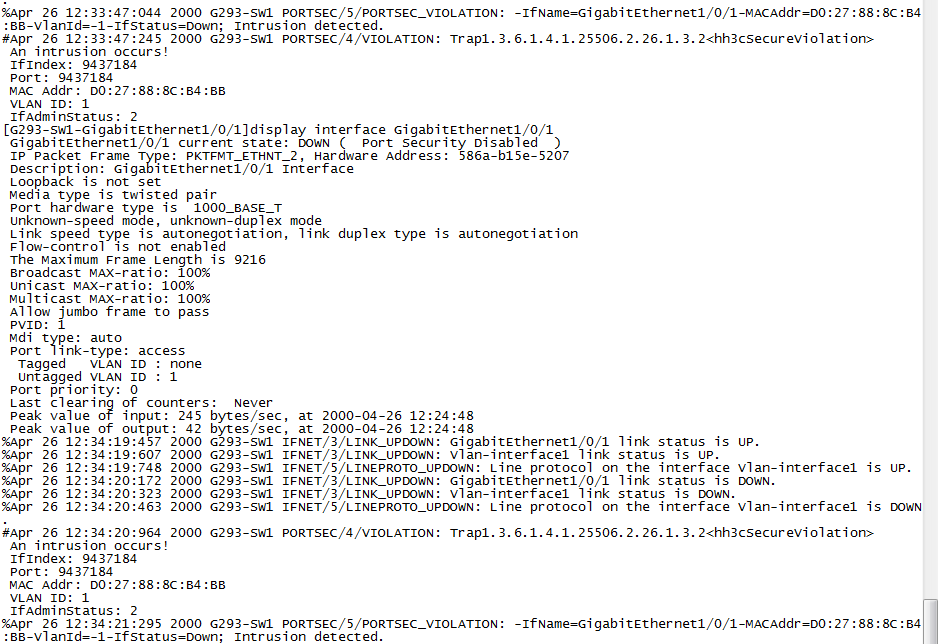 .
%Apr 26 12:33:47:044 2000 G293-SW1 PORTSEC/5/PORTSEC_VIOLATION: -IfName=GigabitEthernet1/0/1-MACAddr=D0:27:88:8C:B4
:BB-VlanId=-1-IfStatus=Down; Intrusion detected.
#Apr 26 12:33:47:245 2000 G293-SW1 PORTSEC/4/VIOLATION: Trap1.3.6.1.4.1.25506.2.26.1.3.2<hh3cSecureViolation>
 An intrusion occurs!
 IfIndex: 9437184
 Port: 9437184
 MAC Addr: D0:27:88:8C:B4:BB
 VLAN ID: 1
 IfAdminStatus: 2
[G293-SW1-GigabitEthernet1/0/1]display interface GigabitEthernet1/0/1
 GigabitEthernet1/0/1 current state: DOWN (  Port Security Disabled  )
 IP Packet Frame Type: PKTFMT_ETHNT_2, Hardware Address: 586a-b15e-5207
 Description: GigabitEthernet1/0/1 Interface
 Loopback is not set
 Media type is twisted pair
 Port hardware type is  1000_BASE_T
 Unknown-speed mode, unknown-duplex mode
 Link speed type is autonegotiation, link duplex type is autonegotiation
 Flow-control is not enabled
 The Maximum Frame Length is 9216
 Broadcast MAX-ratio: 100%
 Unicast MAX-ratio: 100%
 Multicast MAX-ratio: 100%
 Allow jumbo frame to pass
 PVID: 1
 Mdi type: auto
 Port link-type: access
  Tagged   VLAN ID : none
  Untagged VLAN ID : 1
 Port priority: 0
 Last clearing of counters:  Never
 Peak value of input: 245 bytes/sec, at 2000-04-26 12:24:48
 Peak value of output: 42 bytes/sec, at 2000-04-26 12:24:48
%Apr 26 12:34:19:457 2000 G293-SW1 IFNET/3/LINK_UPDOWN: GigabitEthernet1/0/1 link status is UP.
%Apr 26 12:34:19:607 2000 G293-SW1 IFNET/3/LINK_UPDOWN: Vlan-interface1 link status is UP.
%Apr 26 12:34:19:748 2000 G293-SW1 IFNET/5/LINEPROTO_UPDOWN: Line protocol on the interface Vlan-interface1 is UP.
%Apr 26 12:34:20:172 2000 G293-SW1 IFNET/3/LINK_UPDOWN: GigabitEthernet1/0/1 link status is DOWN.
%Apr 26 12:34:20:323 2000 G293-SW1 IFNET/3/LINK_UPDOWN: Vlan-interface1 link status is DOWN.
%Apr 26 12:34:20:463 2000 G293-SW1 IFNET/5/LINEPROTO_UPDOWN: Line protocol on the interface Vlan-interface1 is DOWN
.
#Apr 26 12:34:20:964 2000 G293-SW1 PORTSEC/4/VIOLATION: Trap1.3.6.1.4.1.25506.2.26.1.3.2<hh3cSecureViolation>
 An intrusion occurs!
 IfIndex: 9437184
 Port: 9437184
 MAC Addr: D0:27:88:8C:B4:BB
 VLAN ID: 1
 IfAdminStatus: 2
%Apr 26 12:34:21:295 2000 G293-SW1 PORTSEC/5/PORTSEC_VIOLATION: -IfName=GigabitEthernet1/0/1-MACAddr=D0:27:88:8C:B4
:BB-VlanId=-1-IfStatus=Down; Intrusion detected.